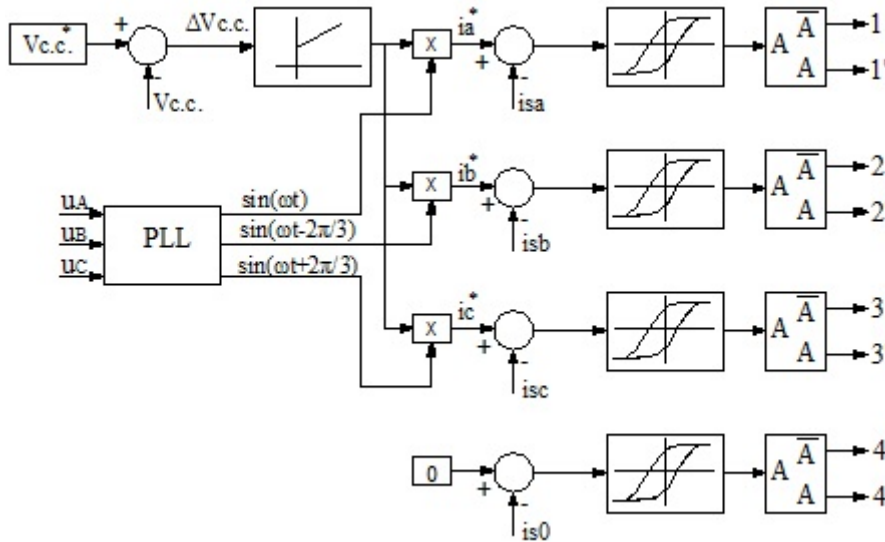 Vc.c.*
+
-
ΔVc.c.
Vc.c.
X
ia*
+
-
isa
A
A̅
A
1
1'
uA
uB
uC
PLL
sin(ωt)
sin(ωt-2π/3)
sin(ωt+2π/3)
X
ib*
+
-
isb
A
A̅
A
2
2
X
ic*
+
-
isc
A
A̅
A
3
3
0
+
-
is0
A
A̅
A
4
4